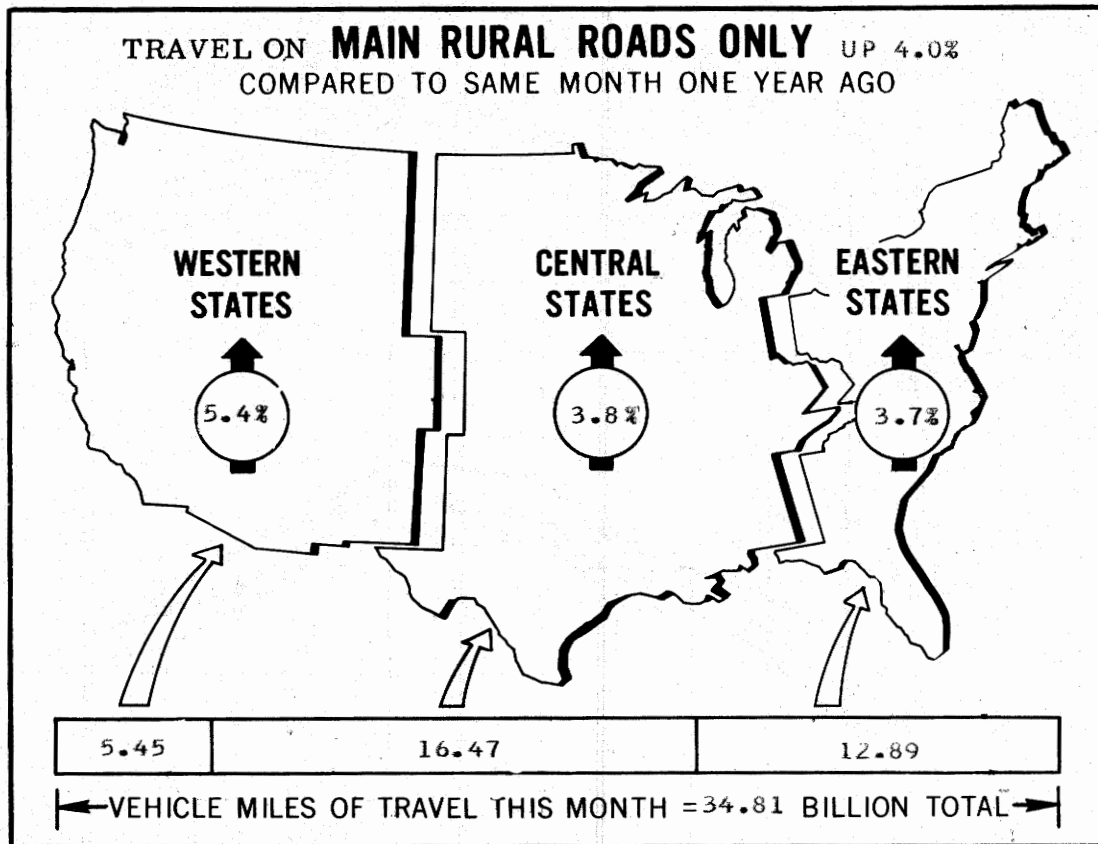 TRAVEL ON MAIN RURAL ROADS ONLY UP 4.0%
COMPARED TO SAME MONTH ONE YEAR AGO
WESTERN
STATES
5.4%
CENTRAL
STATES
3.8%
EASTERN
STATES
3.7%
5.45 16.47 12.89
VEHICLE MILES OF TRAVEL THIS MONTH =34.81 BILLION TOTAL